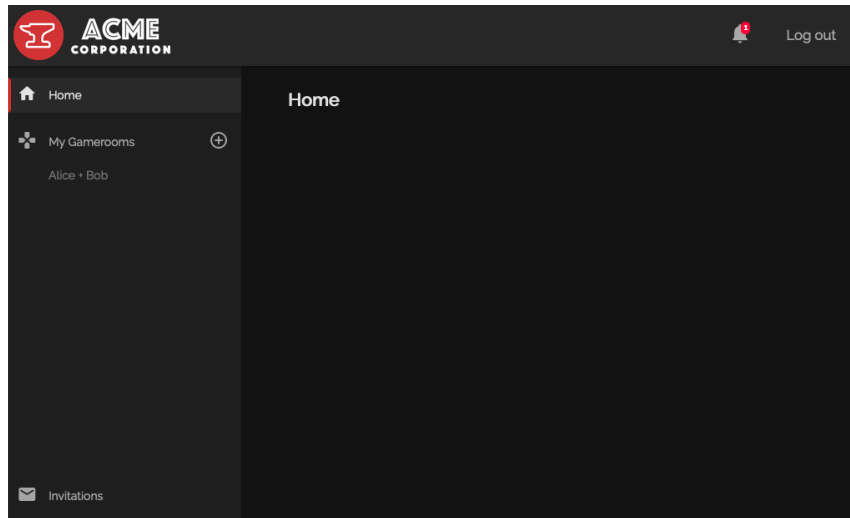 ACME
CORPORATION
1
Log out
Home
Home
My Gamerooms
Alice + Bob
Invitations